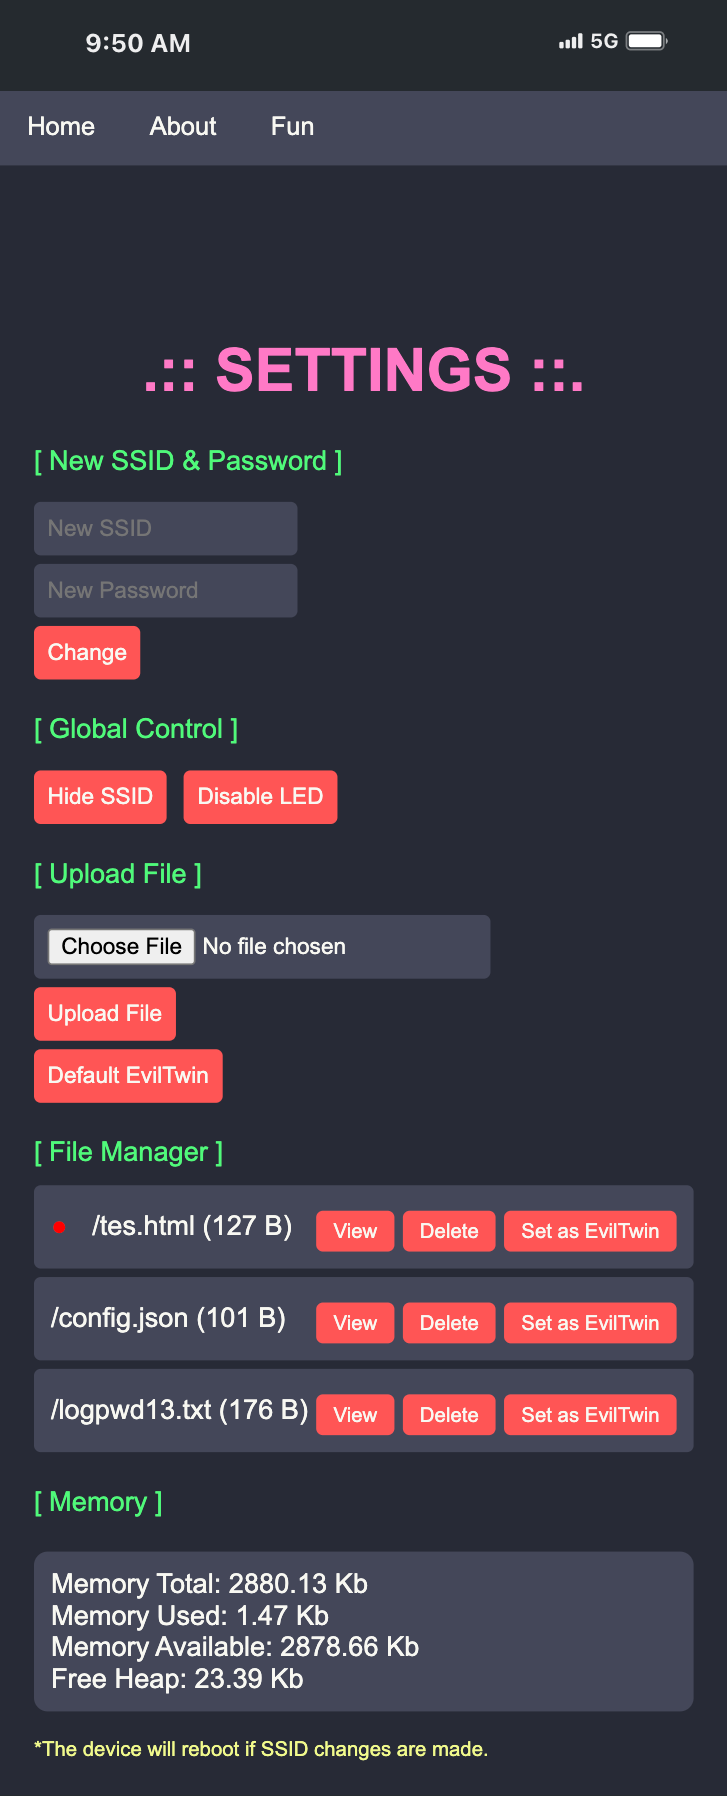 9:50 AM 5G
Home About Fun
.:: SETTINGS ::.
[ New SSID & Password ]
New SSID
New Password
Change
[ Global Control ]
Hide SSID Disable LED
[ Upload File ]
Choose File No file chosen
Upload File
Default EvilTwin
[ File Manager ]
/tes.html (127 B) View Delete Set as EvilTwin
/config.json (101 B) View Delete Set as EvilTwin
/logpwd13.txt (176 B) View Delete Set as EvilTwin
[ Memory ]
Memory Total: 2880.13 Kb
Memory Used: 1.47 Kb
Memory Available: 2878.66 Kb
Free Heap: 23.39 Kb
*The device will reboot if SSID changes are made.